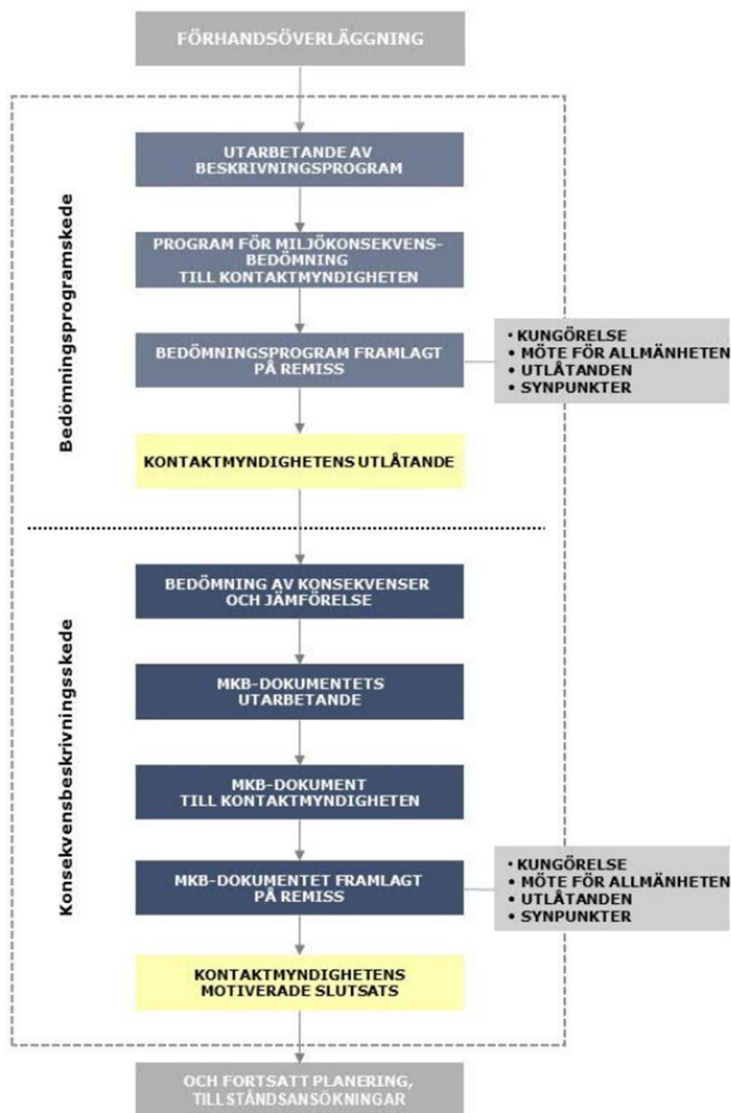 FÖRHANDSÖVERLÄGGNING
Bedömningsprogramskede
UTARBETANDE AV
BESKRIVNINGSPROGRAM
PROGRAM FÖR MILJÖKONSEKVENS-
BEDÖMNING
TILL KONTAKTMYNDIGHETEN
BEDÖMNINGSPROGRAM FRAMLAGT
PÅ REMISS
• KUNGÖRELSE
• MÖTE FÖR ALLMÄNHETEN
• UTLÅTANDEN
• SYNPUNKTER
KONTAKTMYNDIGHETENS UTLÅTANDE
Konsekvensbeskrivningsskede
BEDÖMNING AV KONSEKVENSER
OCH JÄMFÖRELSE
MKB-DOKUMENTETS
UTARBETANDE
MKB-DOKUMENT
TILL KONTAKTMYNDIGHETEN
MKB-DOKUMENTET FRAMLAGT
PÅ REMISS
• KUNGÖRELSE
• MÖTE FÖR ALLMÄNHETEN
• UTLÅTANDEN
• SYNPUNKTER
KONTAKTMYNDIGHETENS
MOTIVERADE SLUTSATS
OCH FORTSATT PLANERING,
TILLSTÅNDSANSÖKNINGAR